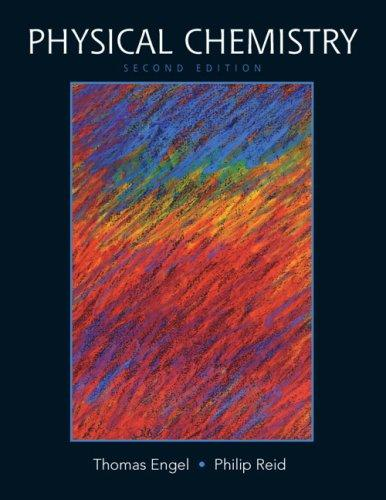 PHYSICAL CHEMISTRY
SECOND EDITION
Thomas Engel • Philip Reid